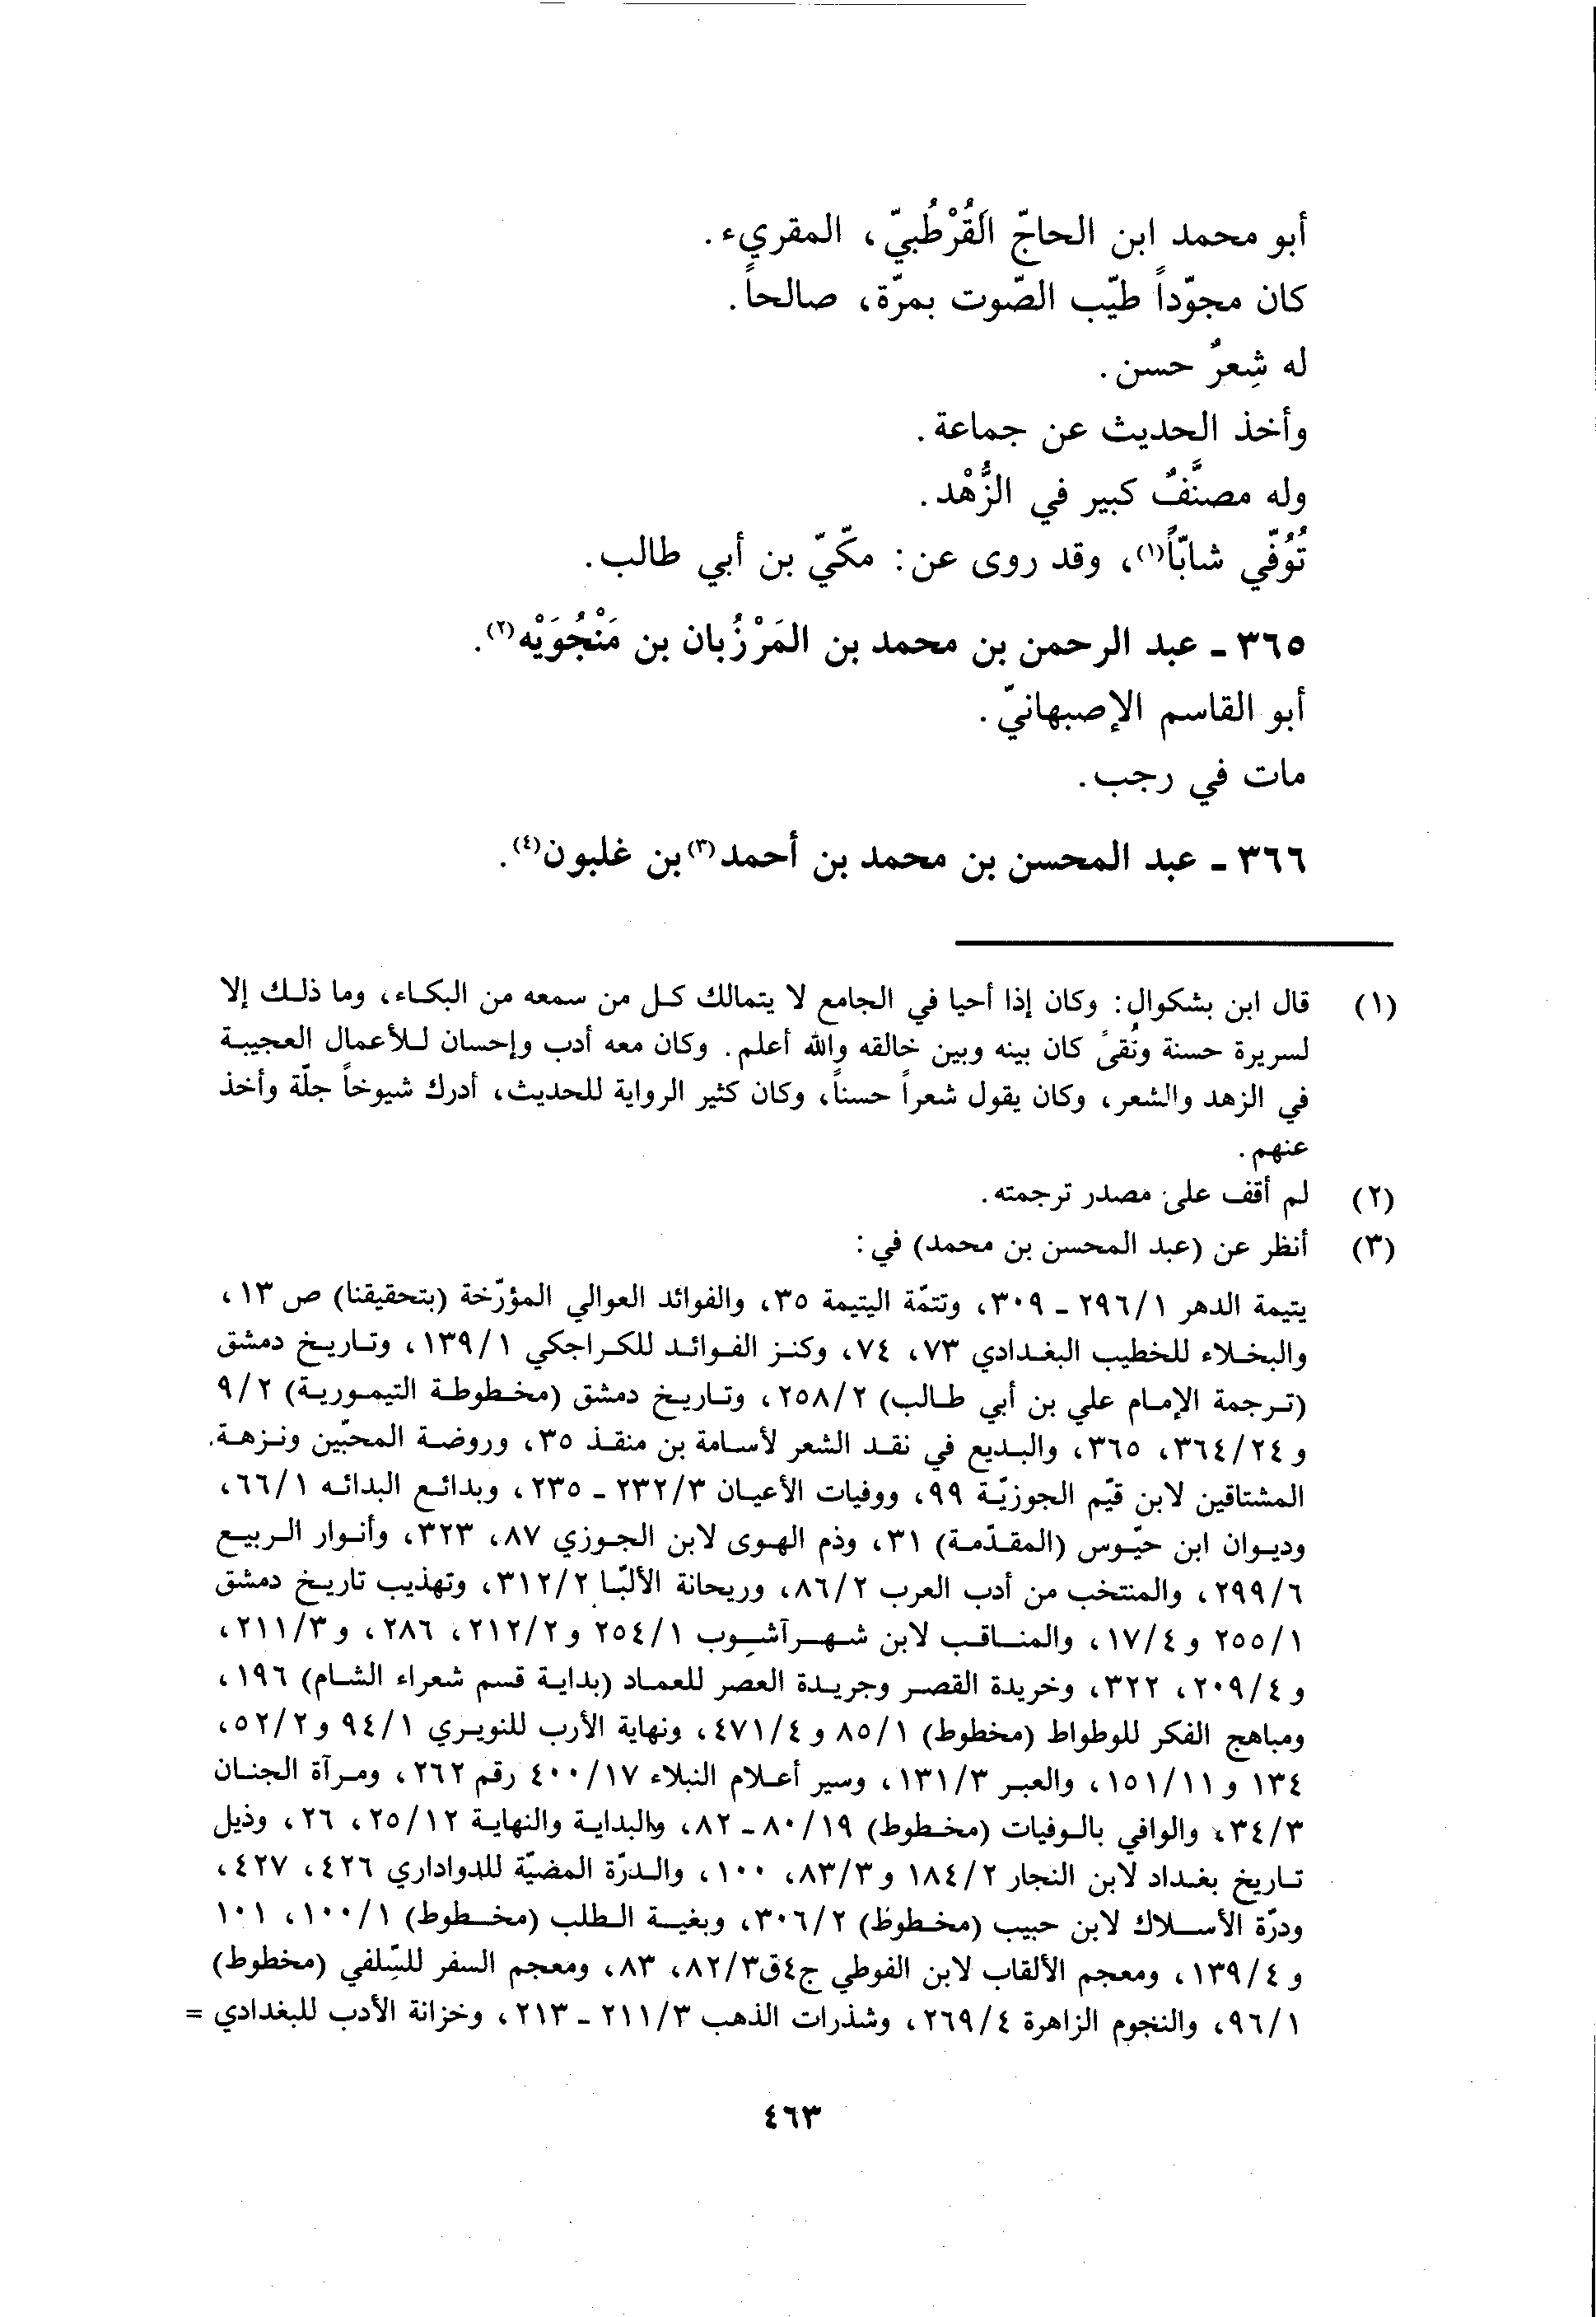 أبو محمد ابن الحاجّ القُرْطُبيّ، المقريء.
كان مجوّداً طيّب الصّوت بمرّة، صالحاً.
له شِعرٌ حسن.
وأخذ الحديث عن جماعة.
وله مصنَّفٌ كبير في الزُّهْد.
تُوُفّي شابّاً(١)، وقد روى عن: مكّيّ بن أبي طالب.
٣٦٥ ـ عبد الرحمن بن محمد بن المَرْزُبان بن مَنْجُوَيْه(٢).
أبو القاسم الإصبهانيّ.
مات في رجب.
٣٦٦ ـ عبد المحسن بن محمد بن أحمد(٣) بن غلبون(٤).
(١) قال ابن بشكوال: وكان إذا أحيا في الجامع لا يتمالك كل من سمعه من البكاء، وما ذلك إلا
لسريرة حسنة وتُقىً كان بينه وبين خالقه والله أعلم. وكان معه أدب وإحسان للأعمال العجيبة
في الزهد والشعر، وكان يقول شعراً حسناً، وكان كثير الرواية للحديث، أدرك شيوخاً جلّة وأخذ
عنهم.
(٢) لم أقف على مصدر ترجمته.
(٣) أنظر عن (عبد المحسن بن محمد) في:
يتيمة الدهر ٢٩٦/١ ـ ٣٠٩، وتتمّة اليتيمة ٣٥، والفوائد العوالي المؤرّخة (بتحقيقنا) ص ١٣،
والبخلاء للخطيب البغدادي ٧٣، ٧٤، وكنز الفوائد للكراجكي ١٣٩/١، وتاريخ دمشق
(ترجمة الإمام علي بن أبي طالب) ٢٥٨/٢، وتاريخ دمشق (مخطوطة التيمورية) ٩/٢
و ٣٦٤/٢٤، ٣٦٥، والبديع في نقد الشعر لأسامة بن منقذ ٣٥، وروضة المحبّين ونزهة
المشتاقين لابن قيّم الجوزيّة ٩٩، ووفيات الأعيان ٢٣٢/٣ ـ ٢٣٥، وبدائع البدائه ٦٦/١،
وديوان ابن حيّوس (المقدّمة) ٣١، وذم الهوى لابن الجوزي ٨٧، ٣٢٣، وأنوار الربيع
٢٩٩/٦، والمنتخب من أدب العرب ٨٦/٢، وريحانة الألبّا ٣١٢/٢، وتهذيب تاريخ دمشق
٢٥٥/١ و ١٧/٤، والمناقب لابن شهرآشوب ٢٥٤/١ و ٢١٢/٢، ٢٨٦، و ٢١١/٣،
و ٢٠٩/٤، ٣٢٢، وخريدة القصر وجريدة العصر للعماد (بداية قسم شعراء الشام) ١٩٦،
ومباهج الفكر للوطواط (مخطوط) ٨٥/١ و ٤٧١/٤، ونهاية الأرب للنويري ٩٤/١ و ٥٢/٢،
١٣٤ و ١٥١/١١، والعبر ١٣١/٣، وسير أعلام النبلاء ٤٠٠/١٧ رقم ٢٦٢، ومرآة الجنان
٣٤/٣، والوافي بالوفيات (مخطوط) ٨٠/١٩ ـ ٨٢، والبداية والنهاية ٢٥/١٢، ٢٦، وذيل
تاريخ بغداد لابن النجار ١٨٤/٢ و ٨٣/٣، ١٠٠، والدرّة المضيّة للدواداري ٤٢٦، ٤٢٧،
ودرّة الأسلاك لابن حبيب (مخطوظ) ٣٠٦/٢، وبغية الطلب (مخطوط) ١٠٠/١، ١٠١
و ١٣٩/٤، ومعجم الألقاب لابن الفوطي ج٤ق٨٢/٣، ٨٣، ومعجم السفر للسِّلفي (مخطوط)
٩٦/١، والنجوم الزاهرة ٢٦٩/٤، وشذرات الذهب ٢١١/٣ ـ ٢١٣، وخزانة الأدب للبغدادي =
٤٦٣